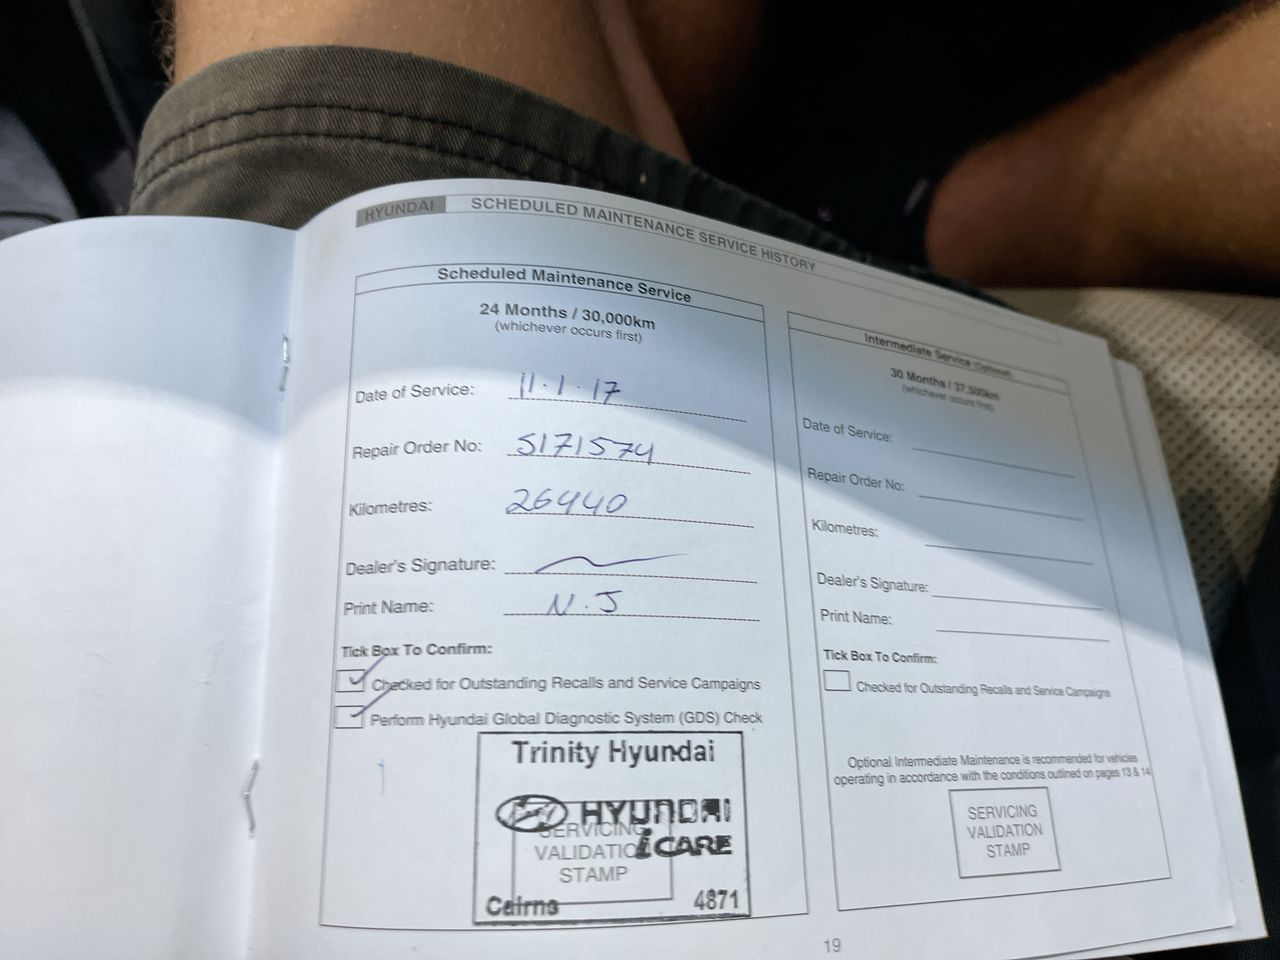 HYUNDAI SCHEDULED MAINTENANCE SERVICE HISTORY
Scheduled Maintenance Service
24 Months / 30,000km
(whichever occurs first)
Date of Service: 11.1.17
Repair Order No: S171574
Kilometres: 26440
Dealer's Signature:
Print Name: N.J
Tick Box To Confirm:
Checked for Outstanding Recalls and Service Campaigns
Perform Hyundai Global Diagnostic System (GDS) Check
Trinity Hyundai
HYUNDAI
iCARE
SERVICING
VALIDATION
STAMP
Cairns 4871
Intermediate Service (Optional)
30 Months / 37,500km
(whichever occurs first)
Date of Service:
Repair Order No:
Kilometres:
Dealer's Signature:
Print Name:
Tick Box To Confirm:
Checked for Outstanding Recalls and Service Campaigns
Optional Intermediate Maintenance is recommended for vehicles
operating in accordance with the conditions outlined on pages 13 & 14
SERVICING
VALIDATION
STAMP
19